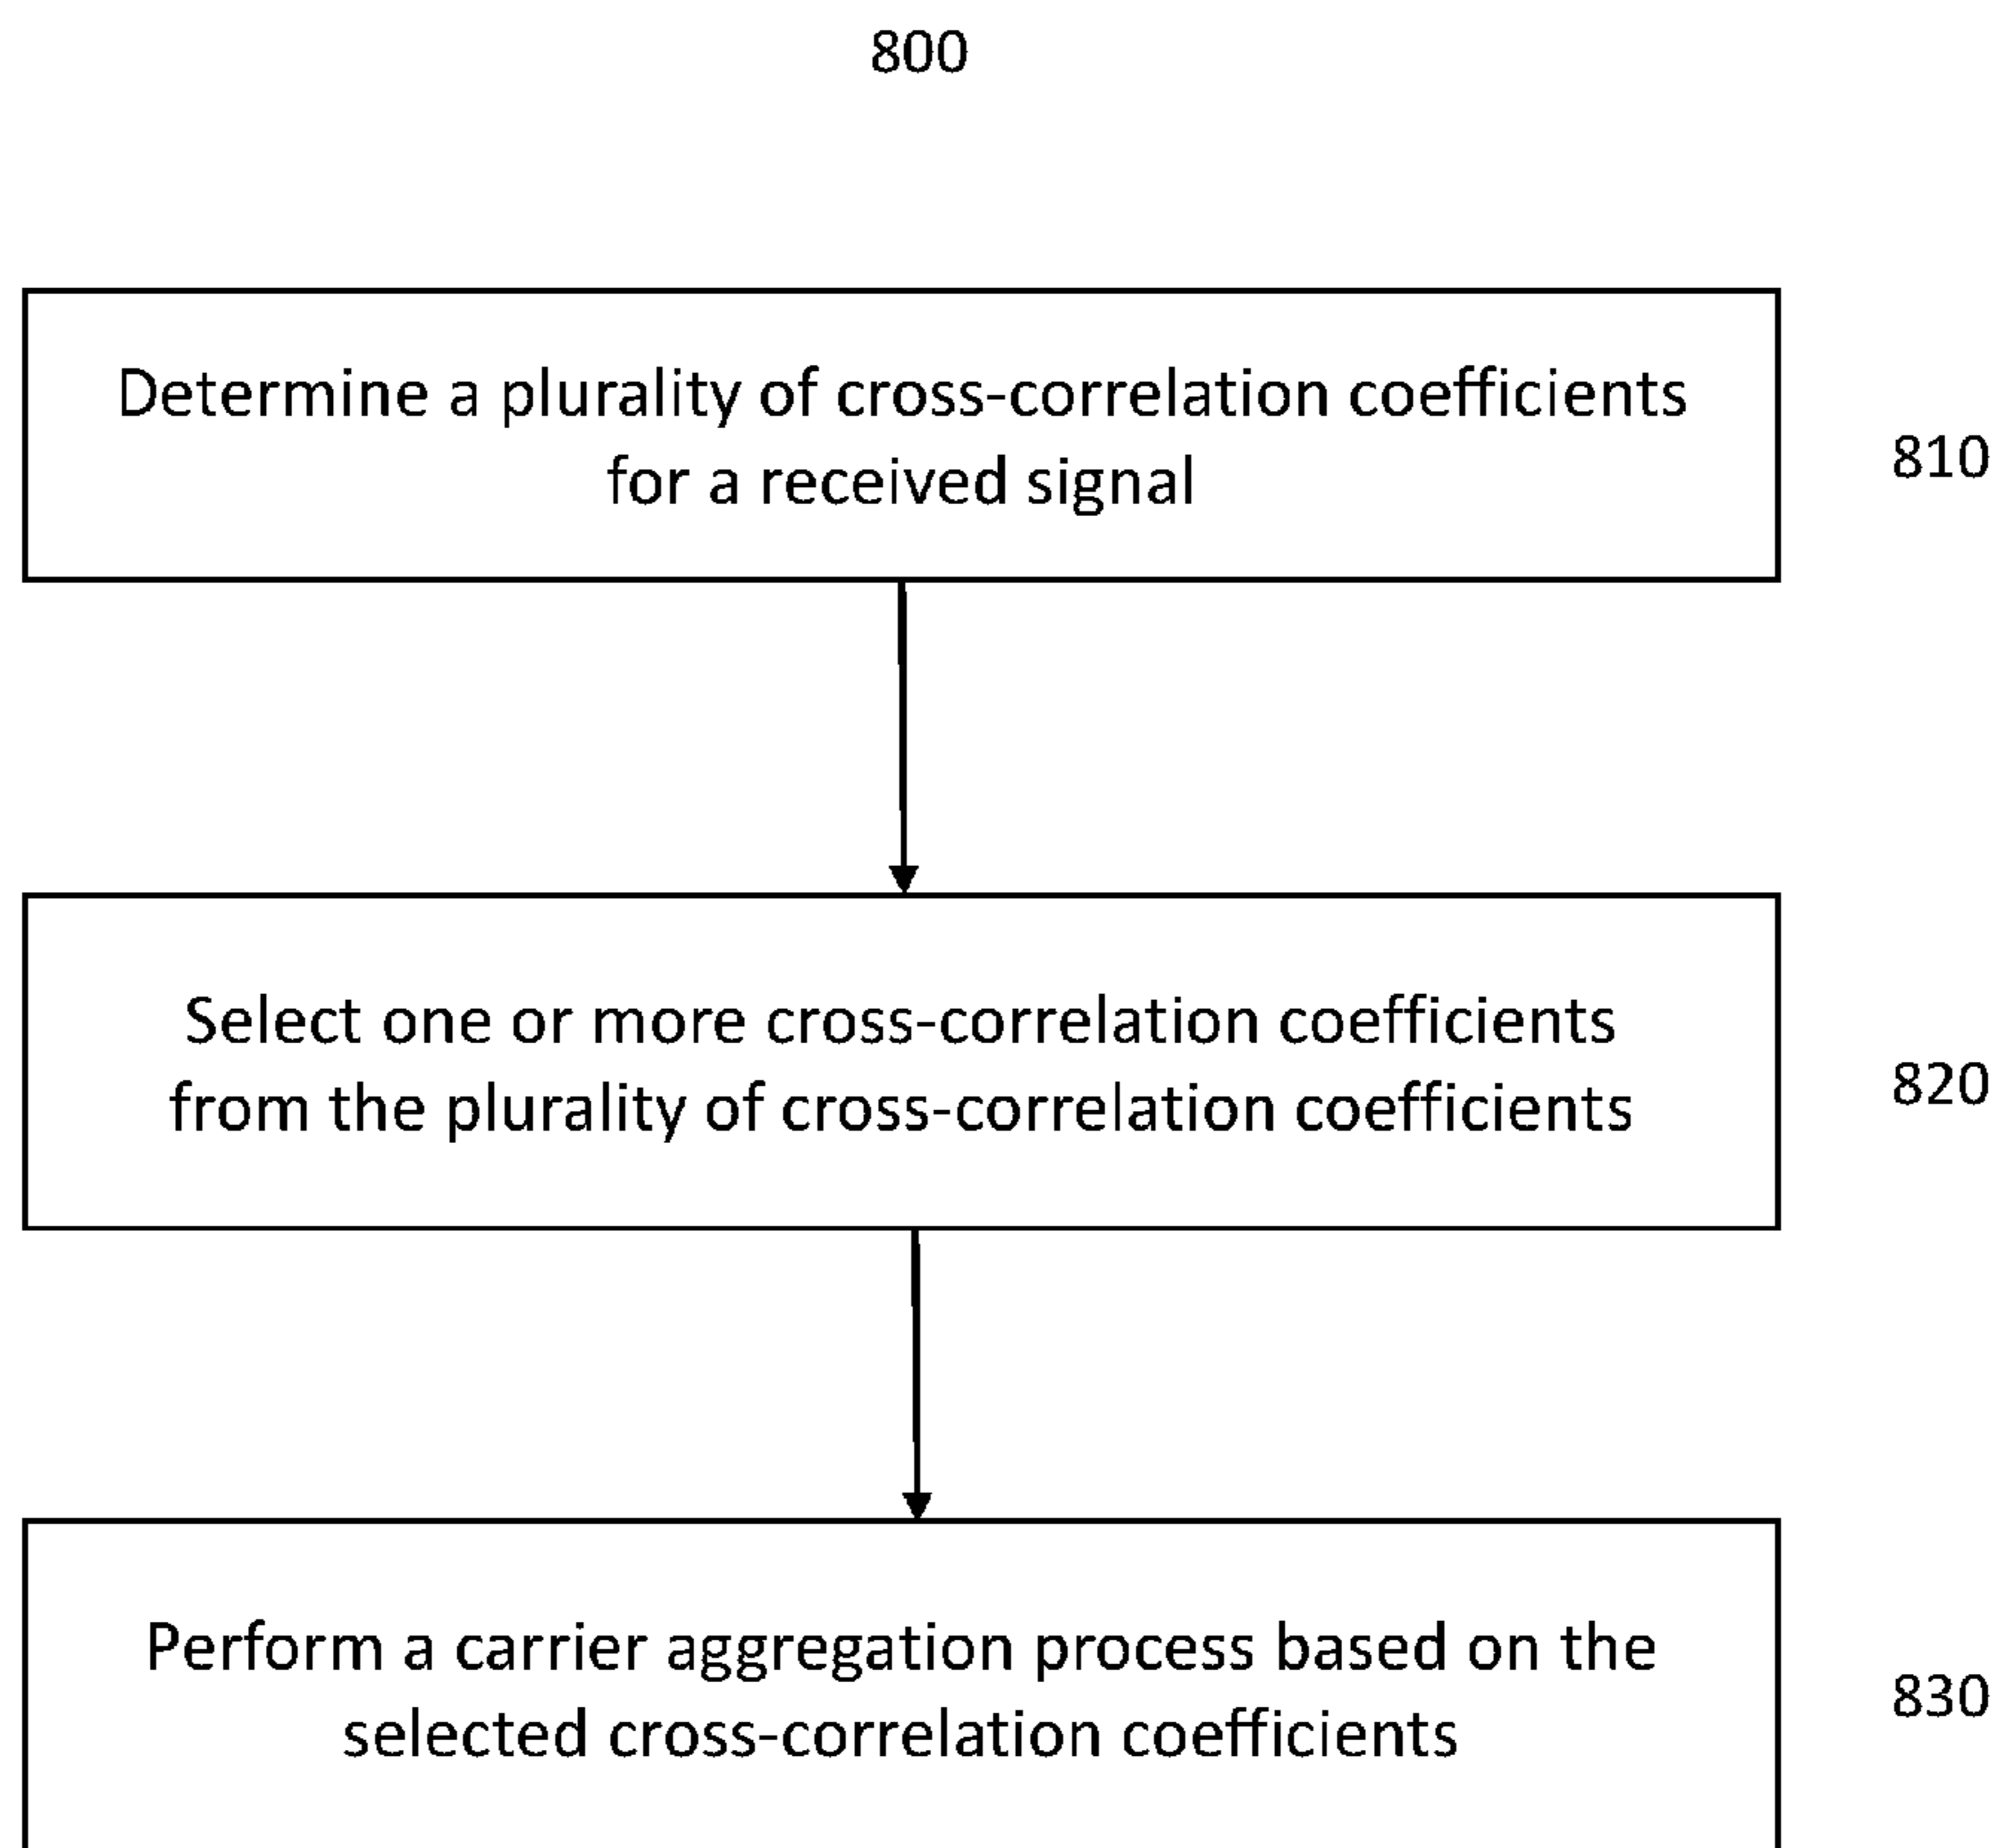 800
Determine a plurality of cross-correlation coefficients
for a received signal
810
Select one or more cross-correlation coefficients
from the plurality of cross-correlation coefficients
820
Perform a carrier aggregation process based on the
selected cross-correlation coefficients
830